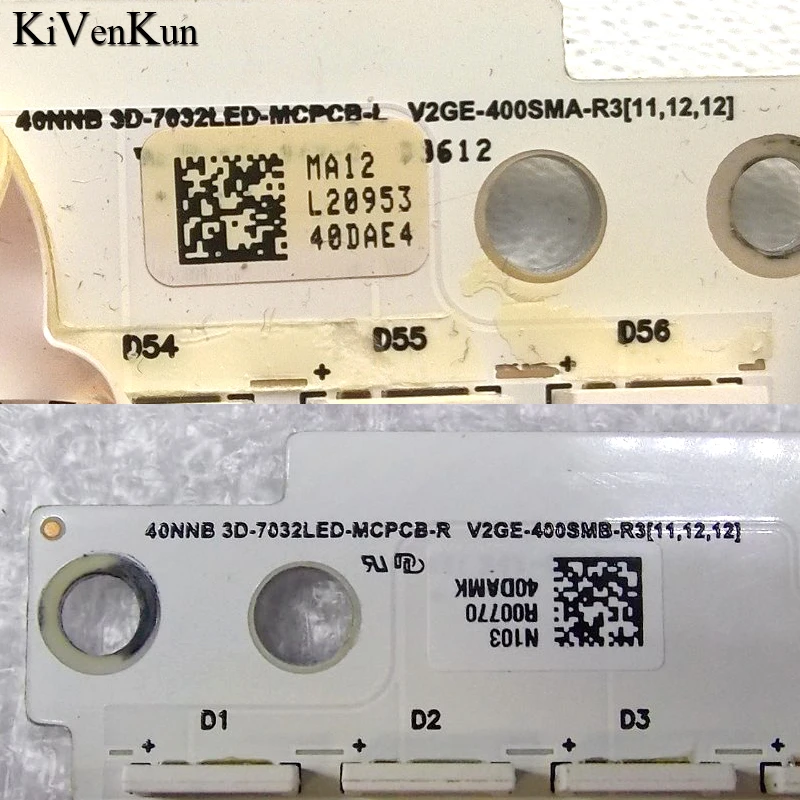 KiVenKun
40NNB 3D-7032LED-MCPCB-L V2GE-400SMA-R3[11,12,12]
612
MA12
L20953
40DAE4
D54
D55
D56
+
+
40NNB 3D-7032LED-MCPCB-R V2GE-400SMB-R3[11,12,12]
N103
R00770
40DAMK
D1
D2
D3
+
+
+
+